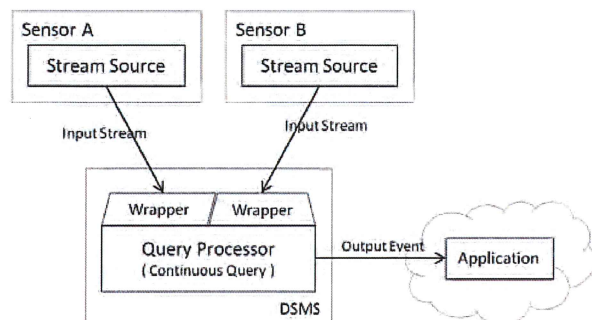 Sensor A
Sensor B
Stream Source
Stream Source
Input Stream
Input Stream
Wrapper
Wrapper
Query Processor
( Continuous Query )
Output Event
Application
DSMS